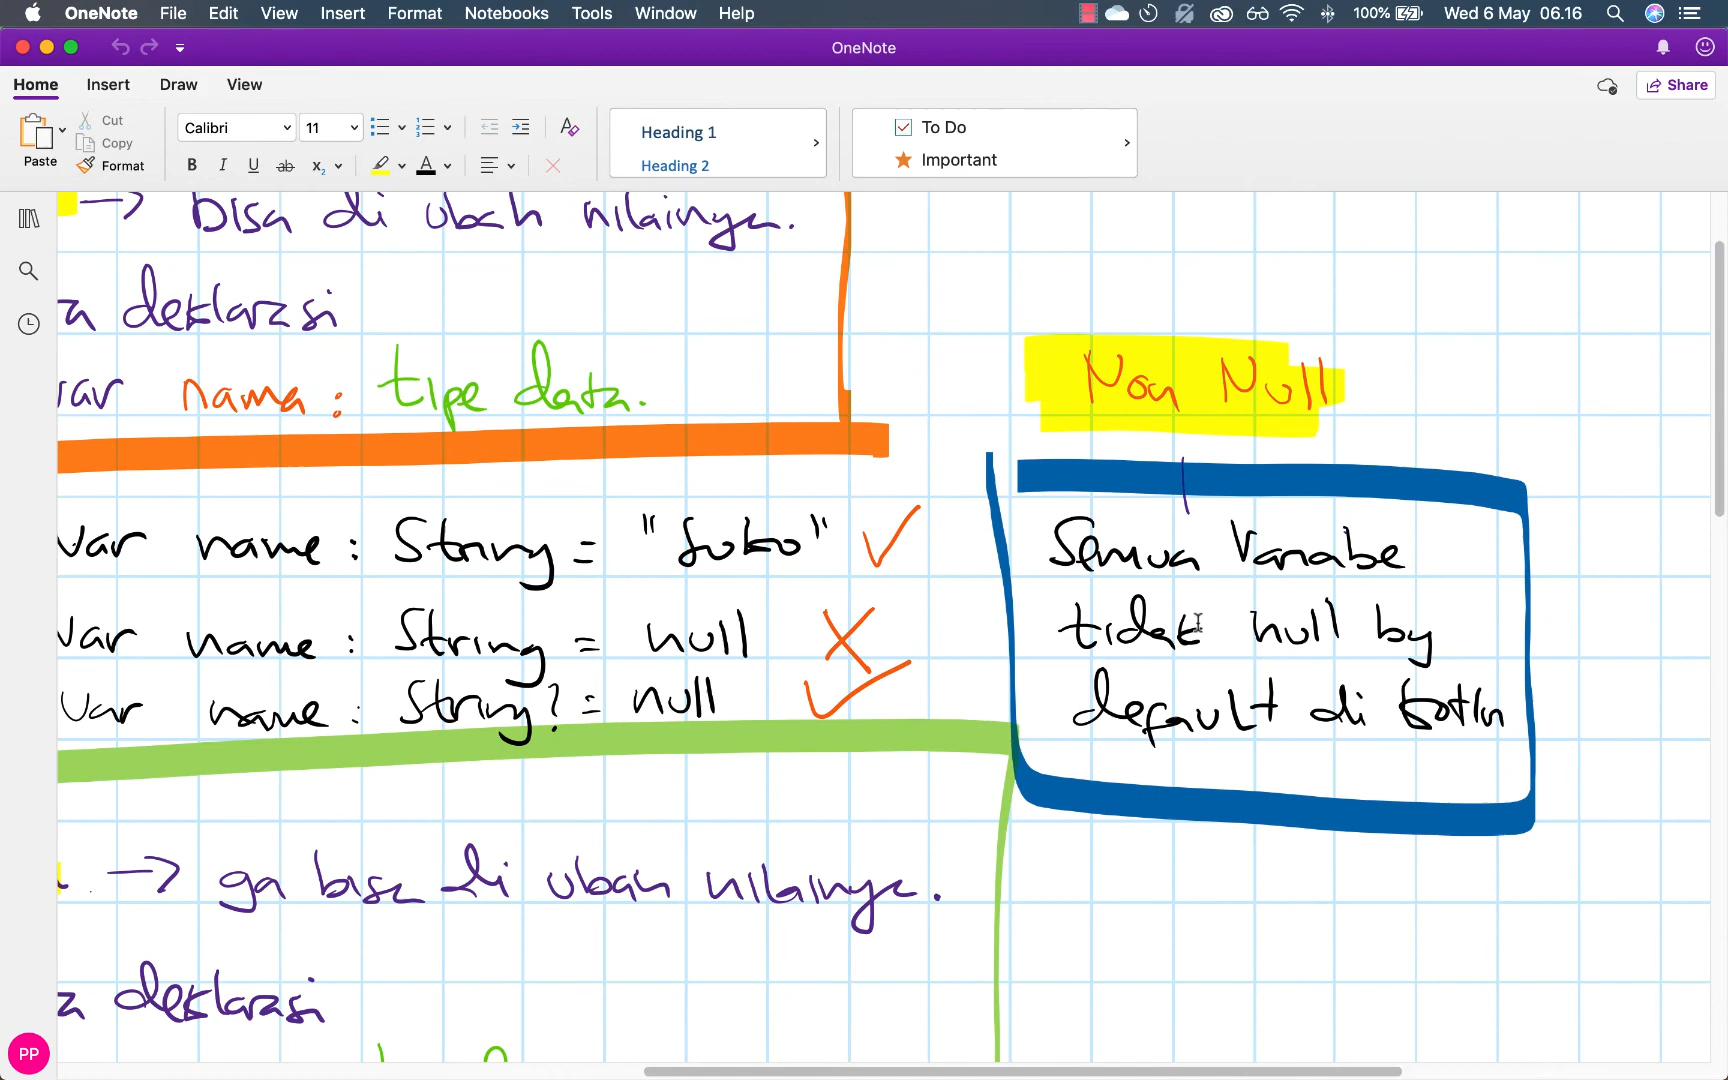 OneNote File Edit View Insert Format Notebooks Tools Window Help 100% Wed 6 May 06.16
OneNote
Home Insert Draw View Share
Paste Cut Copy Format
Calibri 11
B I U ab x2 A
Heading 1
Heading 2
To Do
Important
→ bisa di ubah nilainya.
a deklarasi
var nama : tipe data.
Non Null
var name : String = "Joko" ✓
var name : String = null X
var name : String? = null ✓
Semua Variabe
tidak null by
default di kotln
→ ga bisa di ubah nilainya.
a deklarasi
PP